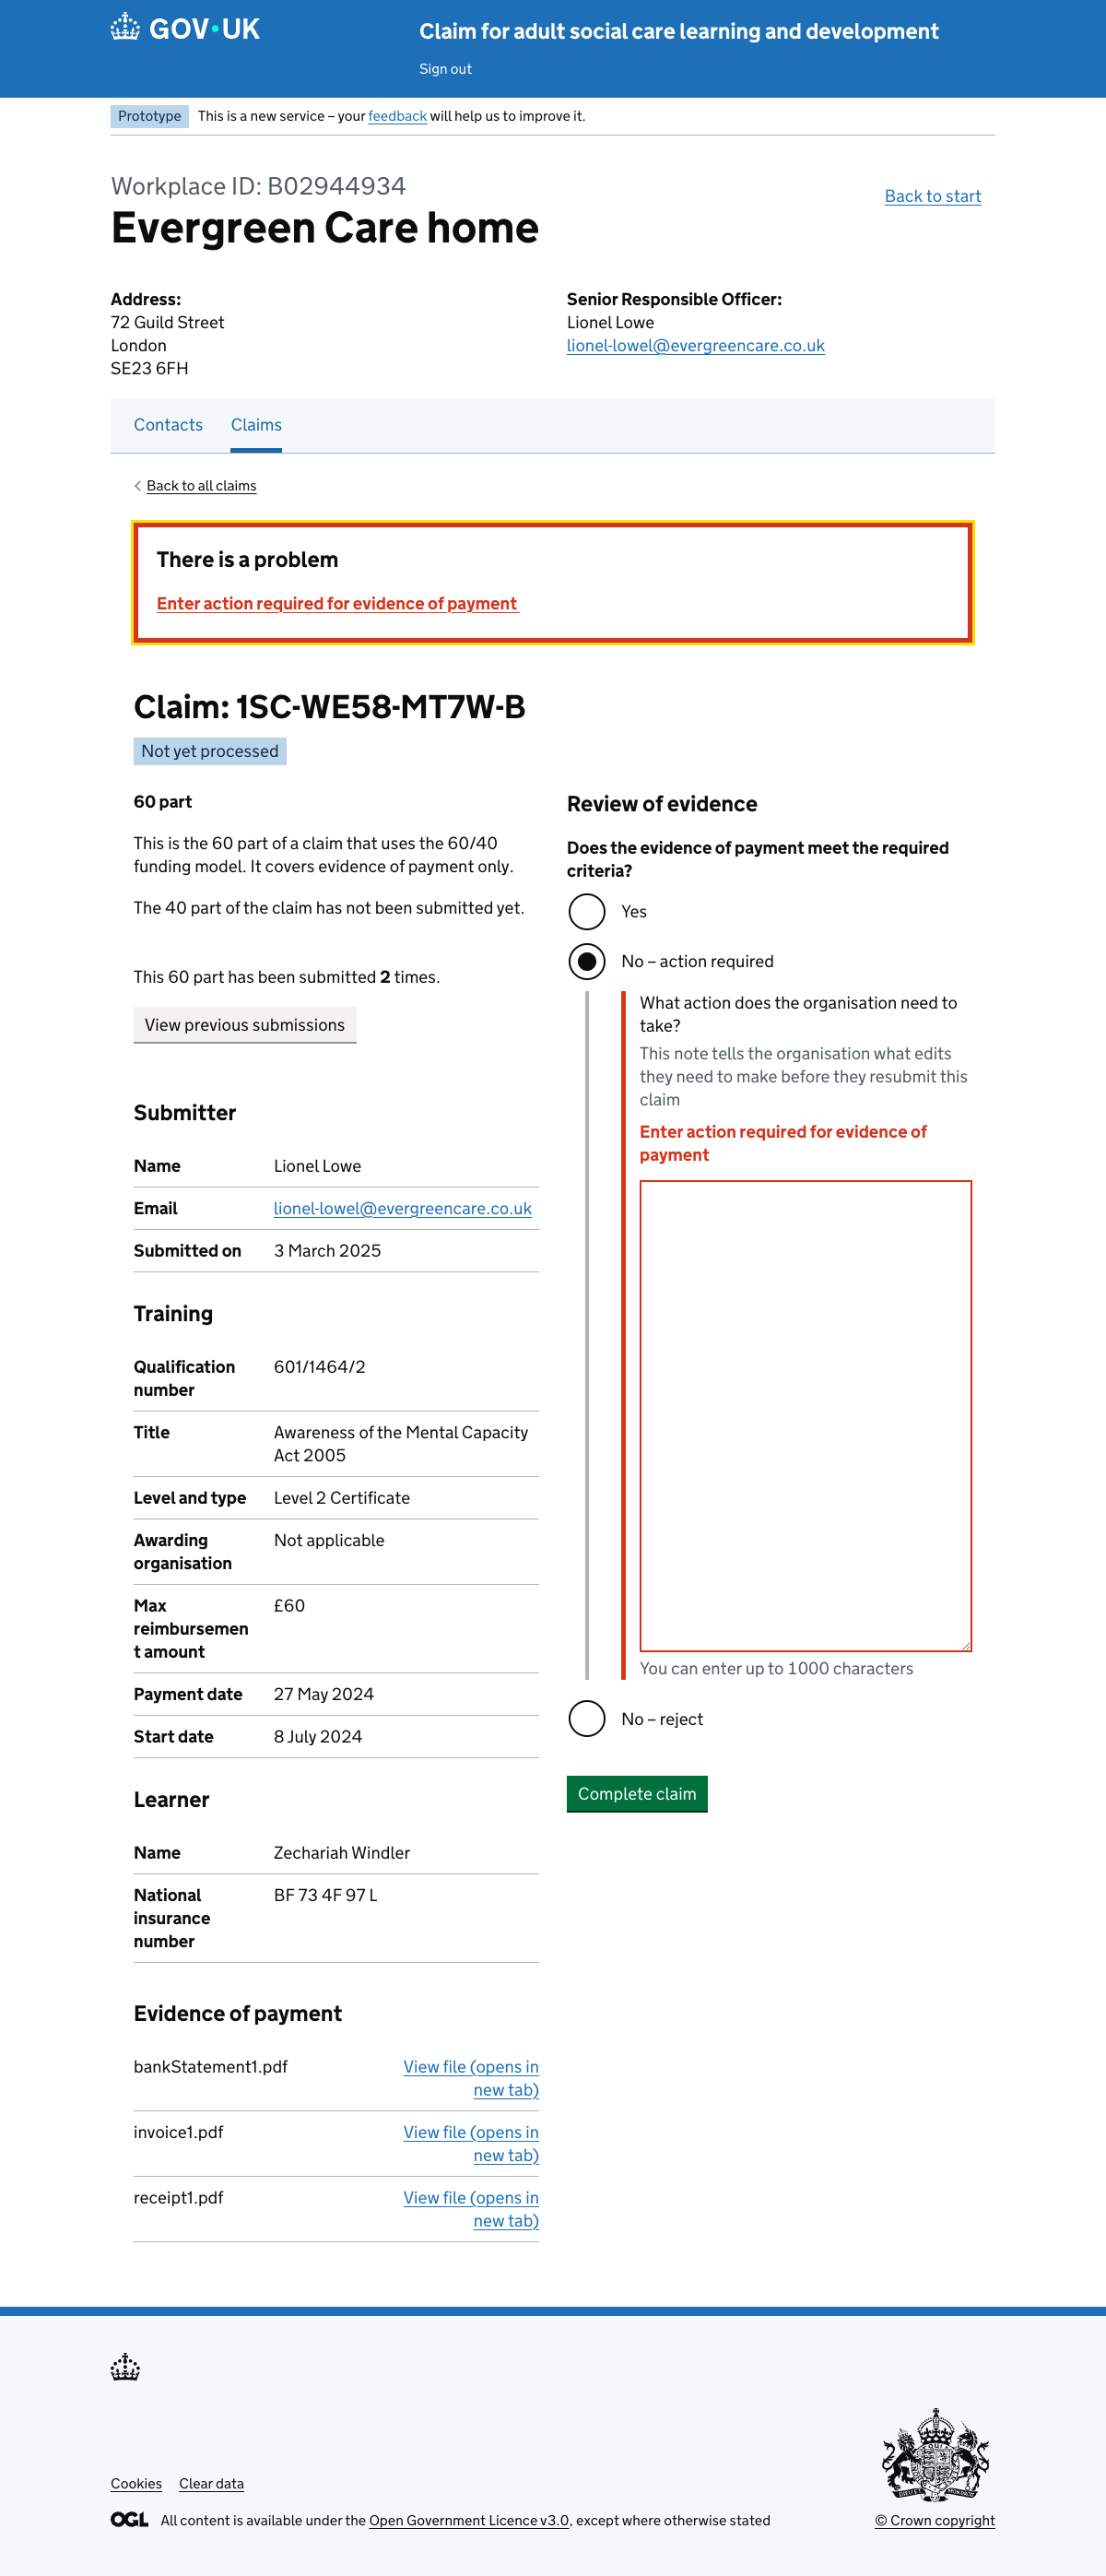 GOV·UK
Claim for adult social care learning and development
Sign out
Prototype This is a new service – your feedback will help us to improve it.
Workplace ID: B02944934
Evergreen Care home
Back to start
Address:
72 Guild Street
London
SE23 6FH
Senior Responsible Officer:
Lionel Lowe
lionel-lowel@evergreencare.co.uk
Contacts Claims
Back to all claims
There is a problem
Enter action required for evidence of payment
Claim: 1SC-WE58-MT7W-B
Not yet processed
60 part
This is the 60 part of a claim that uses the 60/40
funding model. It covers evidence of payment only.
The 40 part of the claim has not been submitted yet.
This 60 part has been submitted 2 times.
View previous submissions
Submitter
Name Lionel Lowe
Email lionel-lowel@evergreencare.co.uk
Submitted on 3 March 2025
Training
Qualification
number
601/1464/2
Title
Awareness of the Mental Capacity
Act 2005
Level and type Level 2 Certificate
Awarding
organisation
Not applicable
Max
reimbursemen
t amount
£60
Payment date 27 May 2024
Start date 8 July 2024
Learner
Name Zechariah Windler
National
insurance
number
BF 73 4F 97 L
Evidence of payment
bankStatement1.pdf
View file (opens in
new tab)
invoice1.pdf
View file (opens in
new tab)
receipt1.pdf
View file (opens in
new tab)
Review of evidence
Does the evidence of payment meet the required
criteria?
Yes
No – action required
What action does the organisation need to
take?
This note tells the organisation what edits
they need to make before they resubmit this
claim
Enter action required for evidence of
payment
You can enter up to 1000 characters
No – reject
Complete claim
Cookies Clear data
OGL All content is available under the Open Government Licence v3.0, except where otherwise stated
© Crown copyright